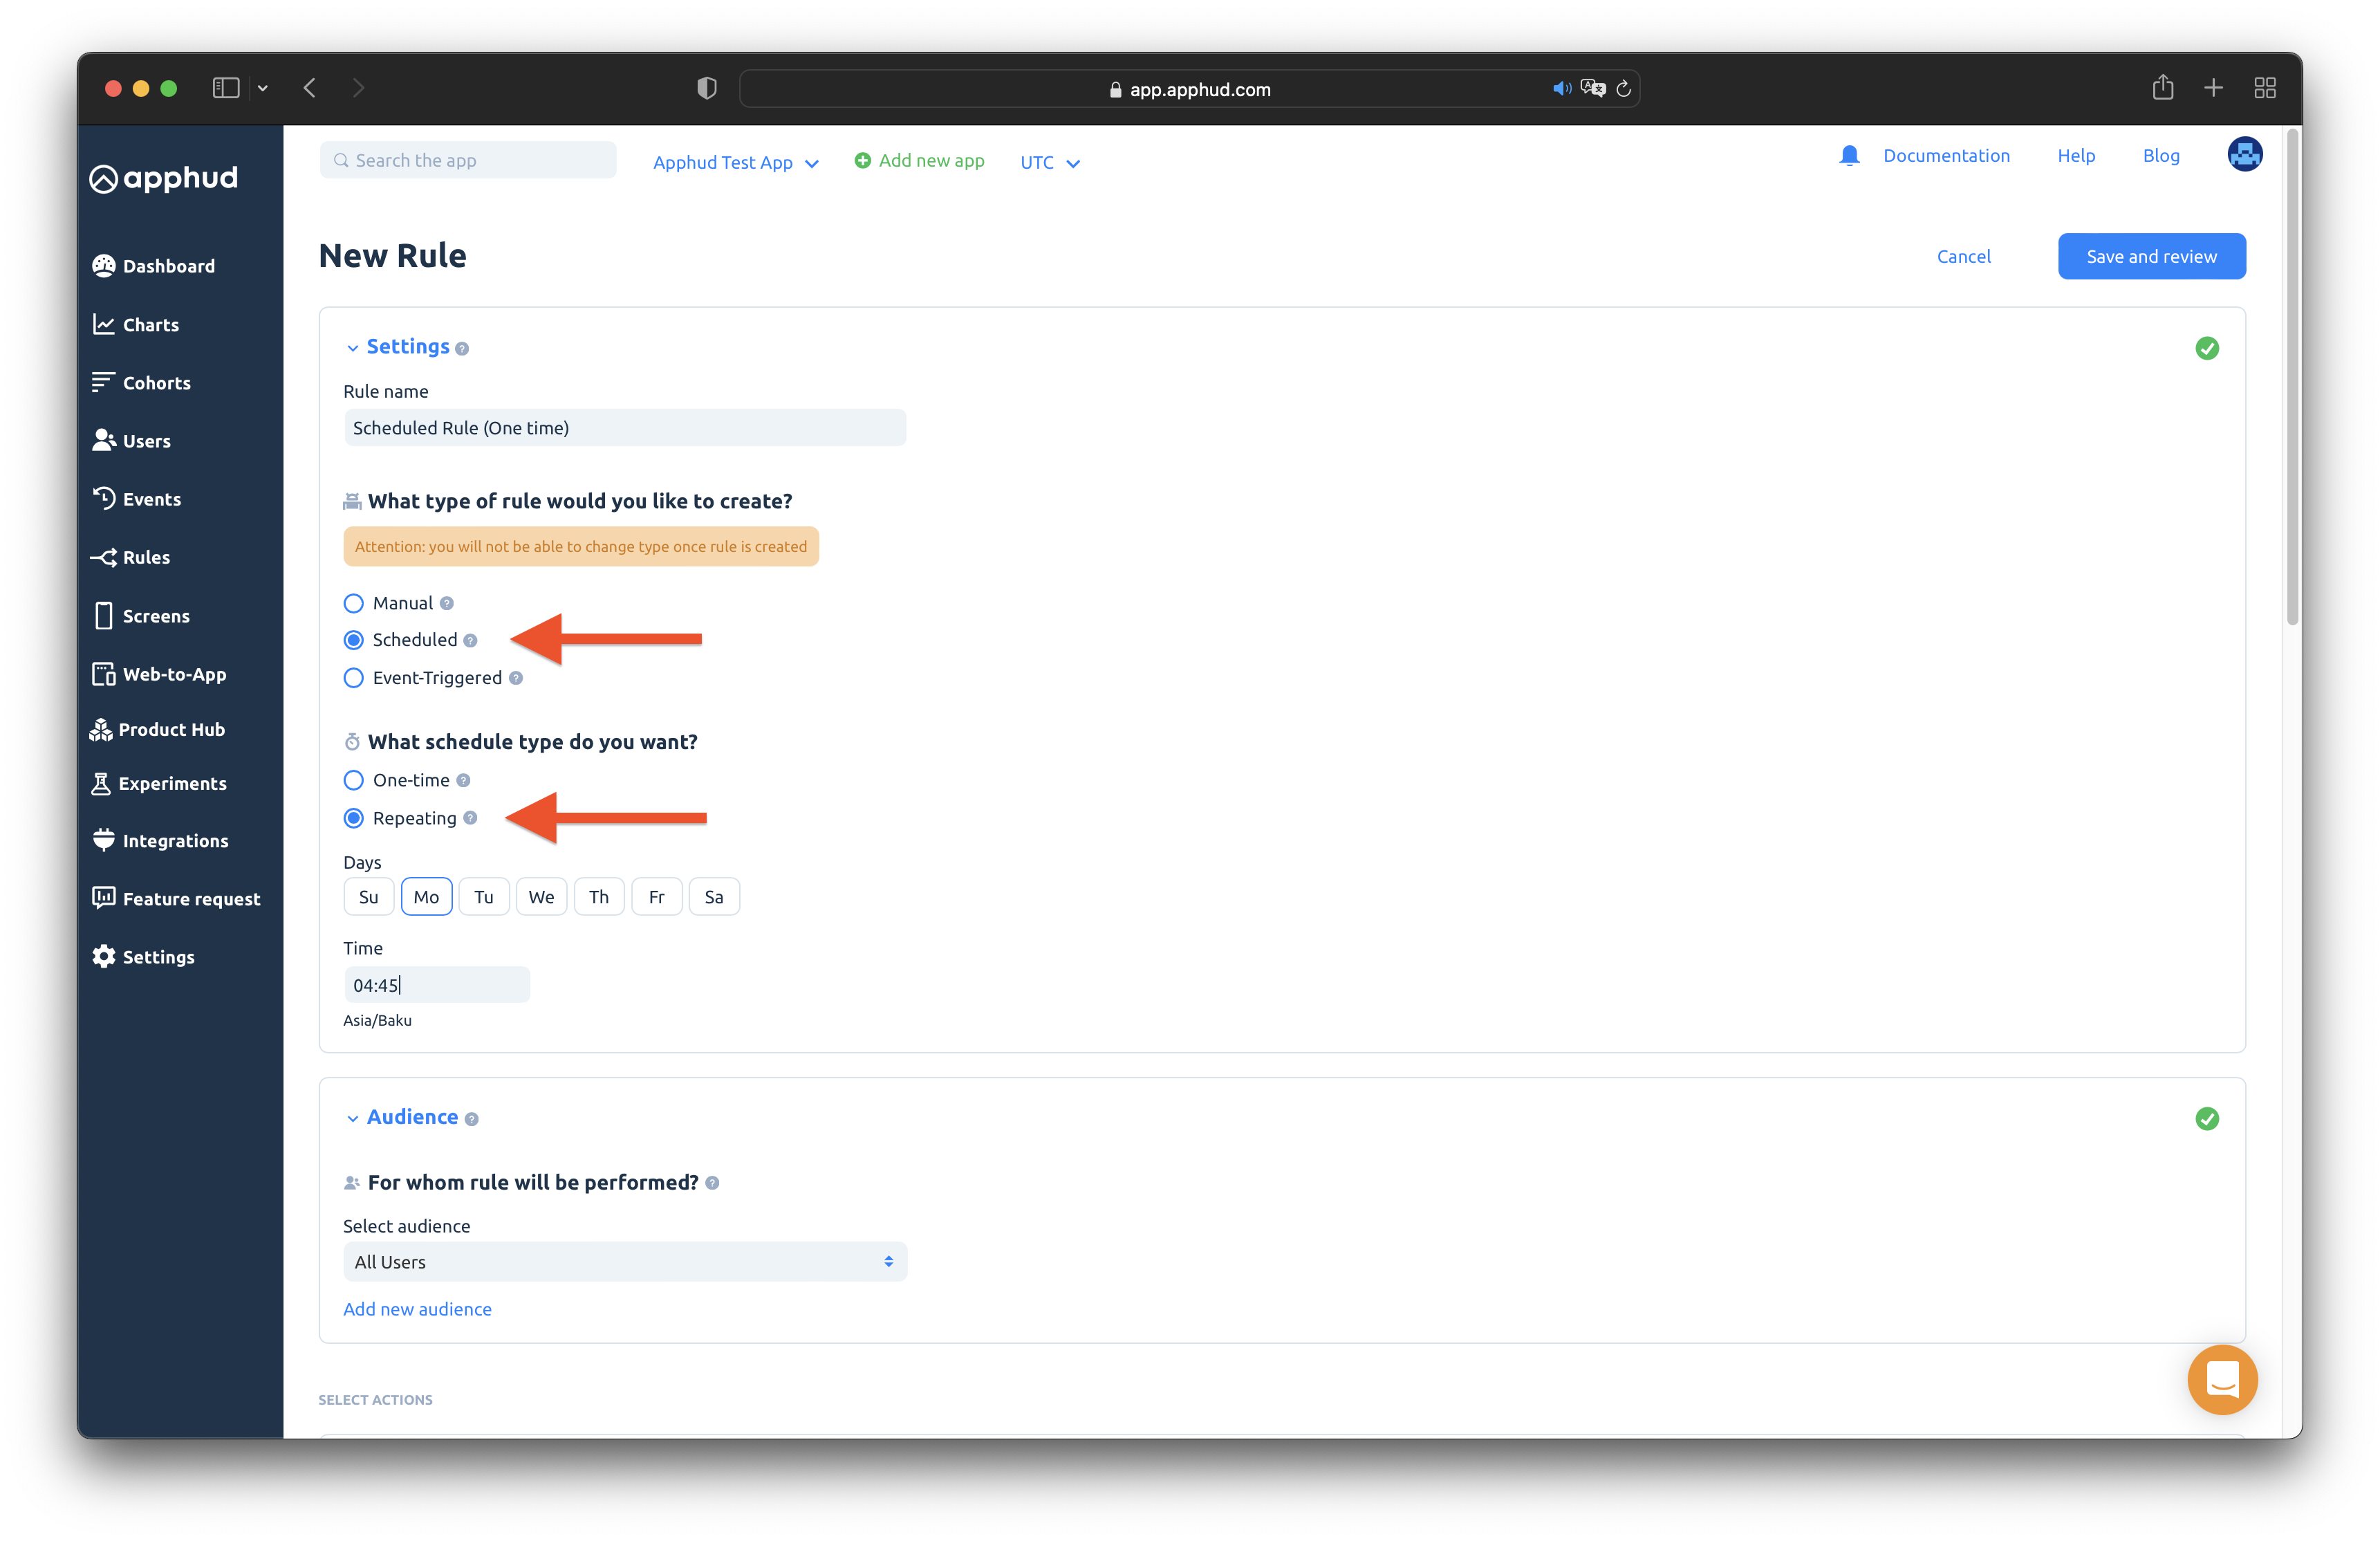 app.apphud.com
apphud
Search the app
Apphud Test App
Add new app
UTC
Documentation
Help
Blog
Dashboard
Charts
Cohorts
Users
Events
Rules
Screens
Web-to-App
Product Hub
Experiments
Integrations
Feature request
Settings
New Rule
Cancel
Save and review
Settings ?
Rule name
Scheduled Rule (One time)
What type of rule would you like to create?
Attention: you will not be able to change type once rule is created
Manual ?
Scheduled ?
Event-Triggered ?
What schedule type do you want?
One-time ?
Repeating ?
Days
Su Mo Tu We Th Fr Sa
Time
04:45
Asia/Baku
Audience ?
For whom rule will be performed? ?
Select audience
All Users
Add new audience
SELECT ACTIONS